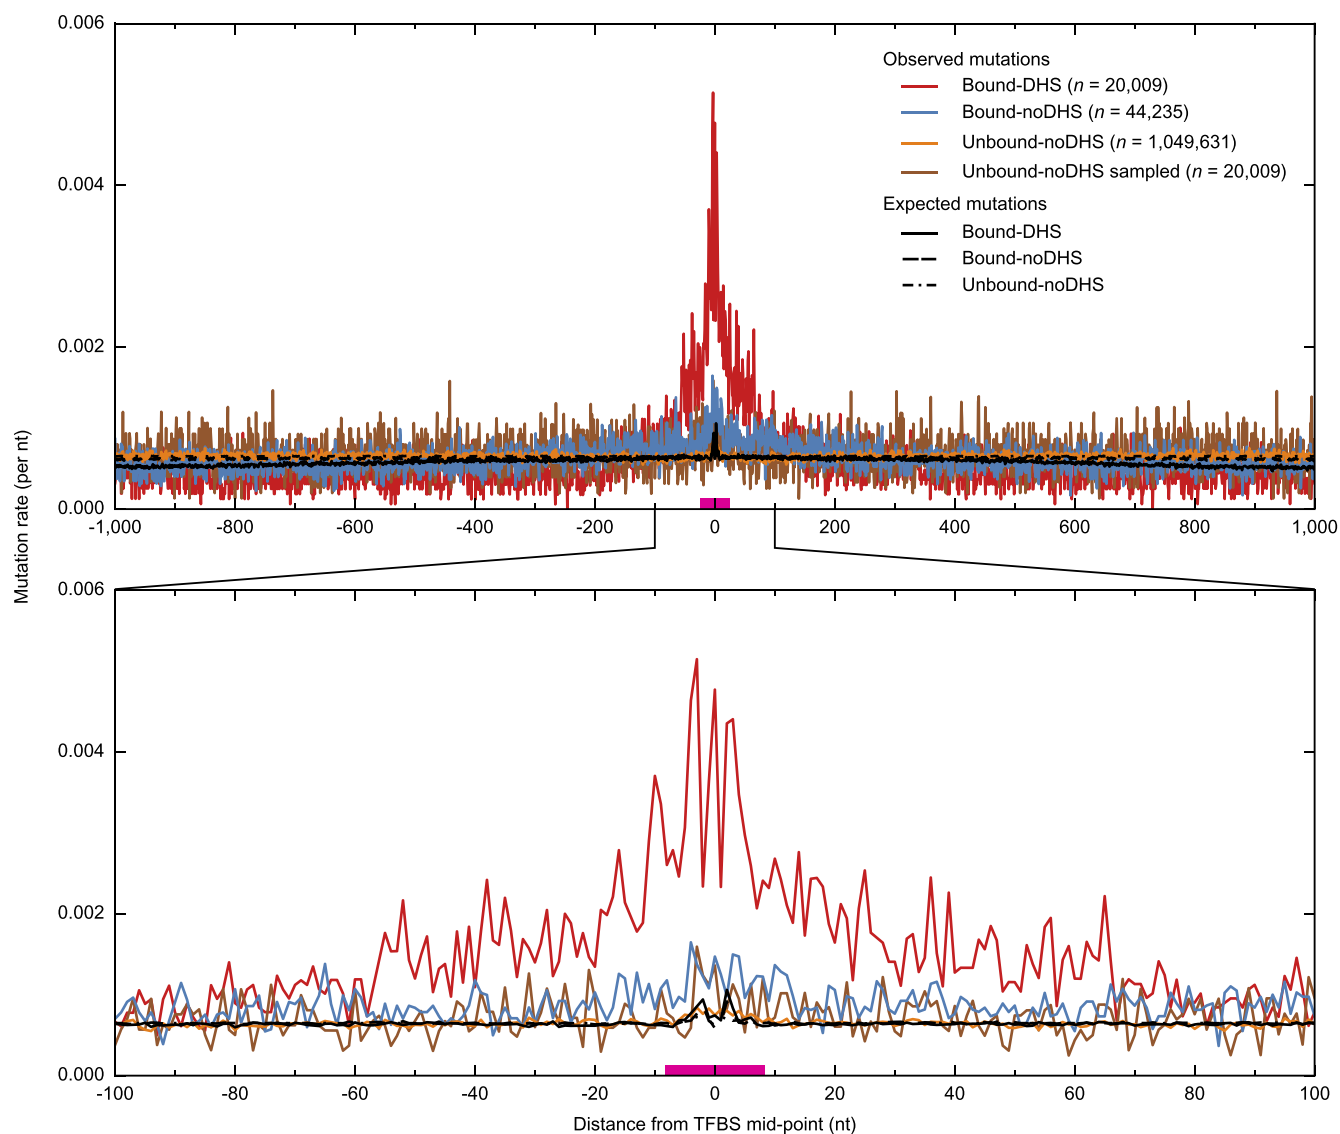 Mutation rate (per nt)
0.006
0.004
0.002
0.000
Observed mutations
Bound-DHS (n = 20,009)
Bound-noDHS (n = 44,235)
Unbound-noDHS (n = 1,049,631)
Unbound-noDHS sampled (n = 20,009)
Expected mutations
Bound-DHS
Bound-noDHS
Unbound-noDHS
-1,000 -800 -600 -400 -200 0 200 400 600 800 1,000
0.006
0.004
0.002
0.000
-100 -80 -60 -40 -20 0 20 40 60 80 100
Distance from TFBS mid-point (nt)